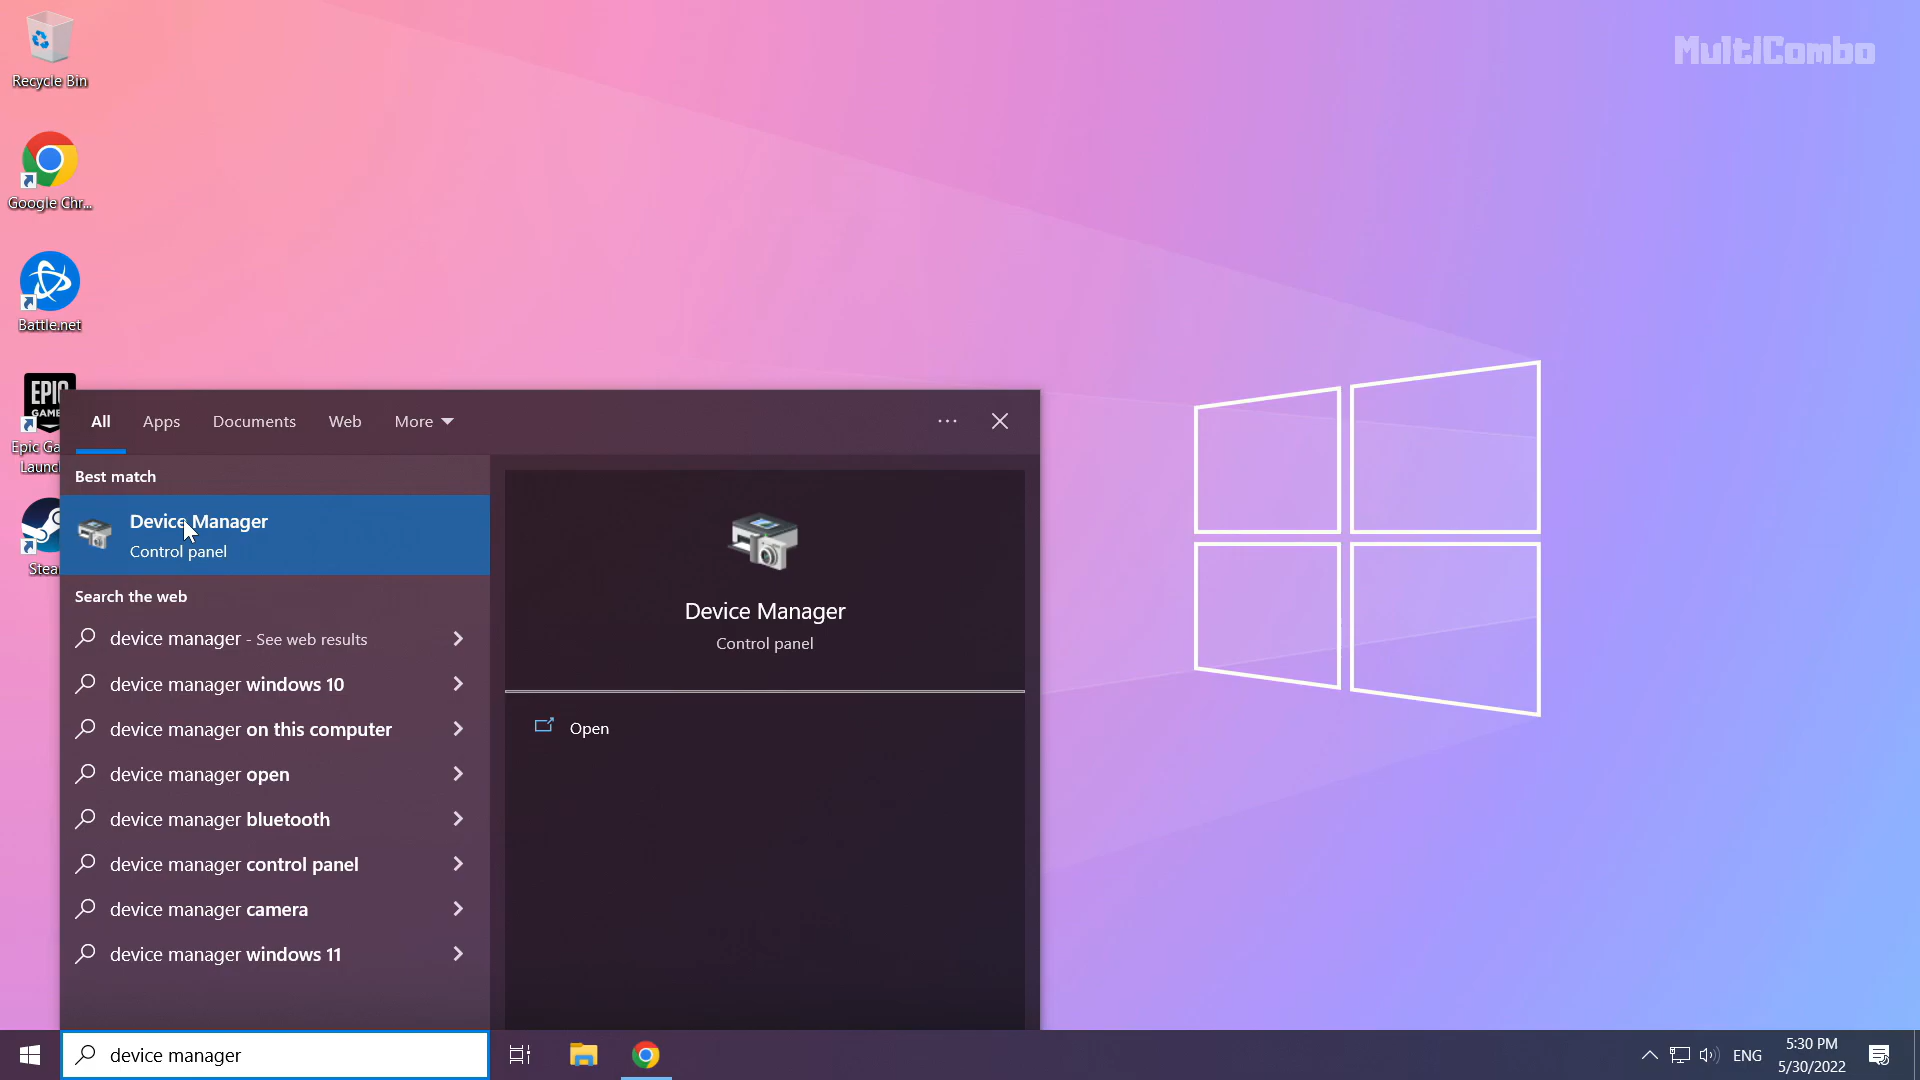 MultiCombo
Recycle Bin
Google Chr...
Battle.net
EPIC
GAM
Epic Ga
Launc
Stea
All
Apps
Documents
Web
More
Best match
Device Manager
Control panel
Search the web
device manager - See web results
device manager windows 10
device manager on this computer
device manager open
device manager bluetooth
device manager control panel
device manager camera
device manager windows 11
Device Manager
Control panel
Open
device manager
ENG
5:30 PM
5/30/2022